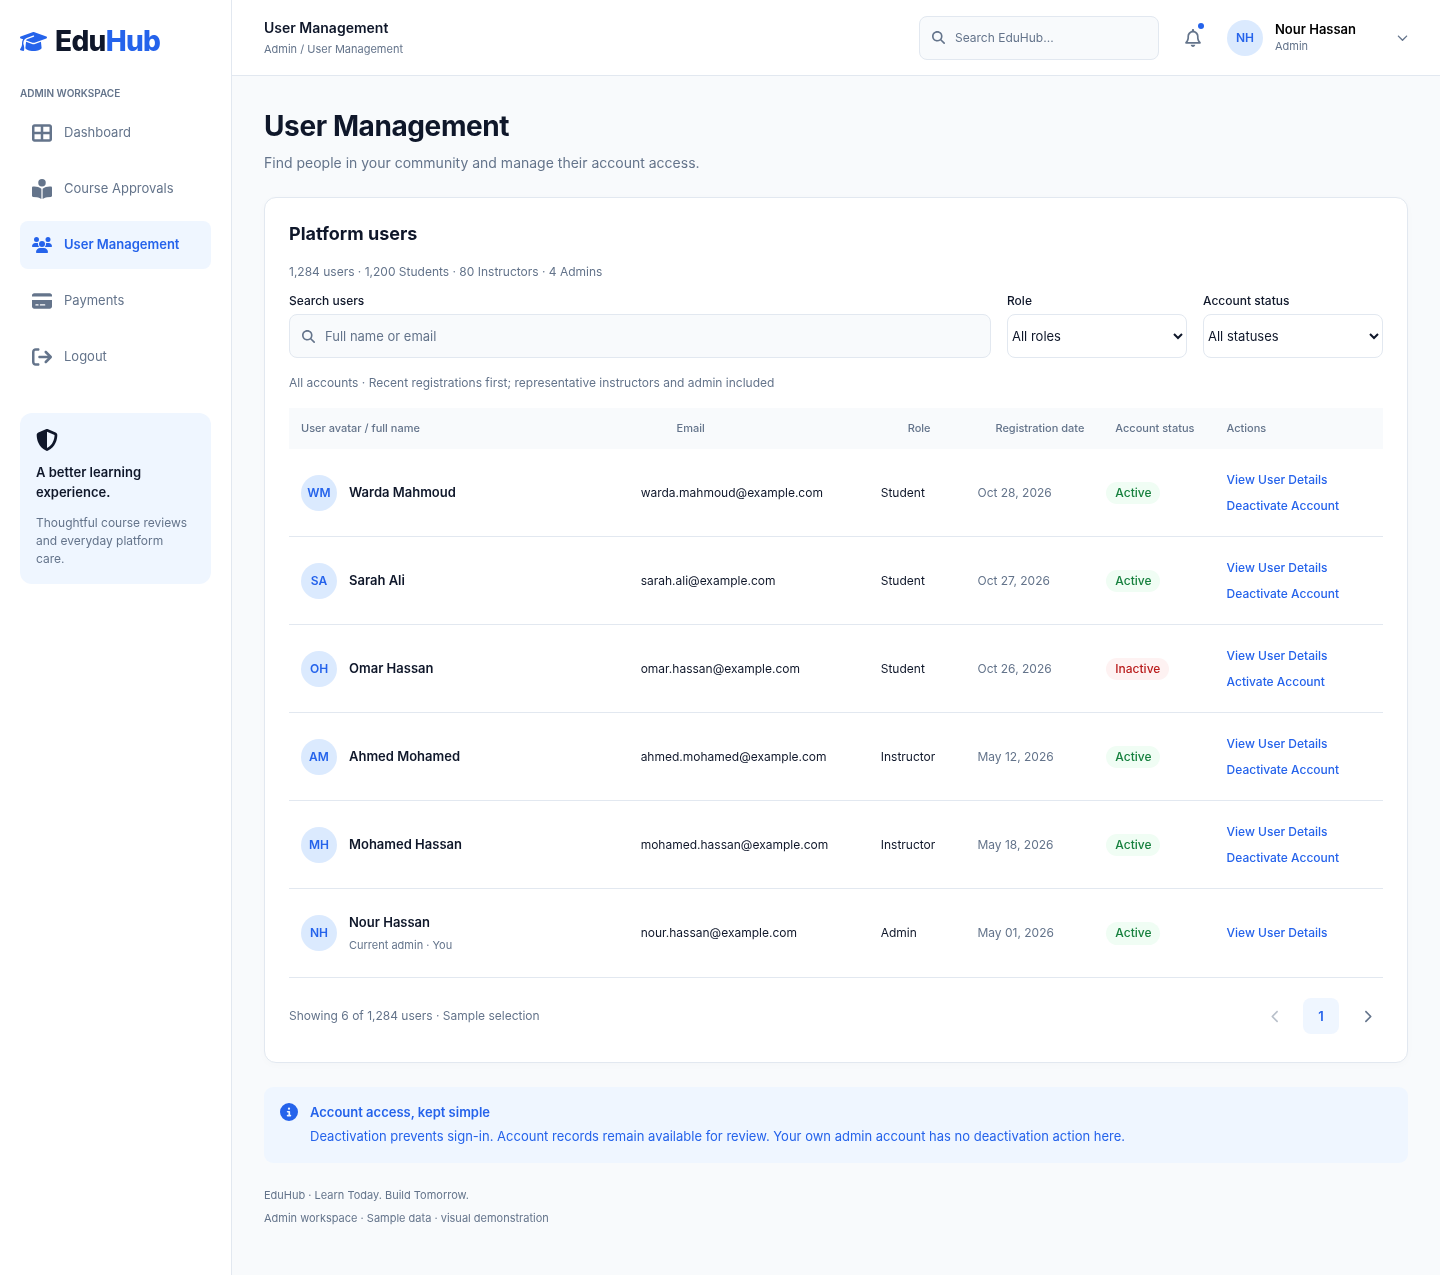 EduHub
ADMIN WORKSPACE
Dashboard
Course Approvals
User Management
Payments
Logout
A better learning
experience.
Thoughtful course reviews
and everyday platform
care.
User Management
Admin / User Management
Search EduHub...
NH
Nour Hassan
Admin
User Management
Find people in your community and manage their account access.
Platform users
1,284 users · 1,200 Students · 80 Instructors · 4 Admins
Search users
Full name or email
Role
All roles
Account status
All statuses
All accounts · Recent registrations first; representative instructors and admin included
User avatar / full name Email Role Registration date Account status Actions
WM Warda Mahmoud warda.mahmoud@example.com Student Oct 28, 2026 Active View User Details
Deactivate Account
SA Sarah Ali sarah.ali@example.com Student Oct 27, 2026 Active View User Details
Deactivate Account
OH Omar Hassan omar.hassan@example.com Student Oct 26, 2026 Inactive View User Details
Activate Account
AM Ahmed Mohamed ahmed.mohamed@example.com Instructor May 12, 2026 Active View User Details
Deactivate Account
MH Mohamed Hassan mohamed.hassan@example.com Instructor May 18, 2026 Active View User Details
Deactivate Account
NH Nour Hassan nour.hassan@example.com Admin May 01, 2026 Active View User Details
Current admin · You
Showing 6 of 1,284 users · Sample selection
1
Account access, kept simple
Deactivation prevents sign-in. Account records remain available for review. Your own admin account has no deactivation action here.
EduHub · Learn Today. Build Tomorrow.
Admin workspace · Sample data · visual demonstration